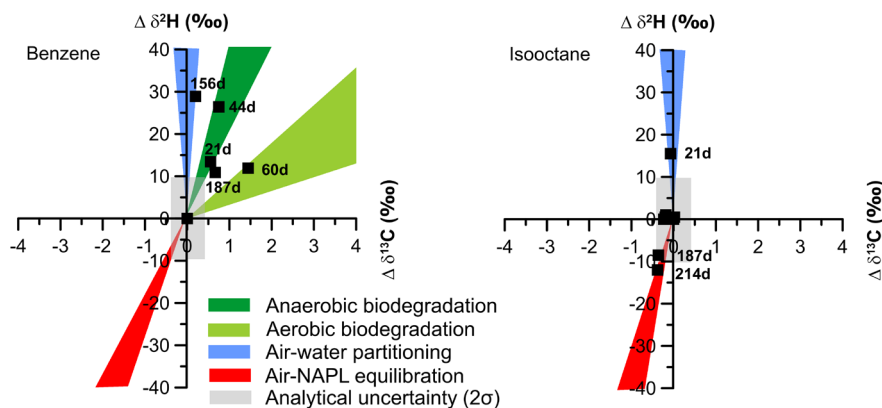 Δ δ²H (‰)
Benzene
40
30
20
10
0
-10
-20
-30
-40
-4
-3
-2
-1
0
1
2
3
4
156d
44d
21d
187d
60d
Δ δ¹³C (‰)
Anaerobic biodegradation
Aerobic biodegradation
Air-water partitioning
Air-NAPL equilibration
Analytical uncertainty (2σ)
Δ δ²H (‰)
Isooctane
40
30
20
10
0
-10
-20
-30
-40
-4
-3
-2
-1
0
1
2
3
4
21d
187d
214d
Δ δ¹³C (‰)